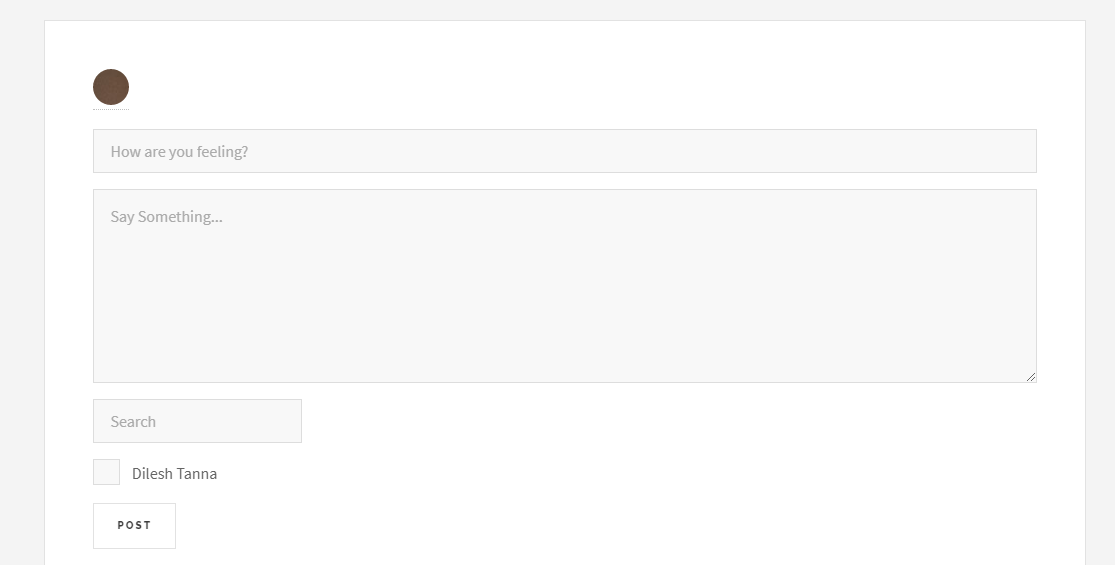 How are you feeling?
Say Something...
Search
Dilesh Tanna
POST